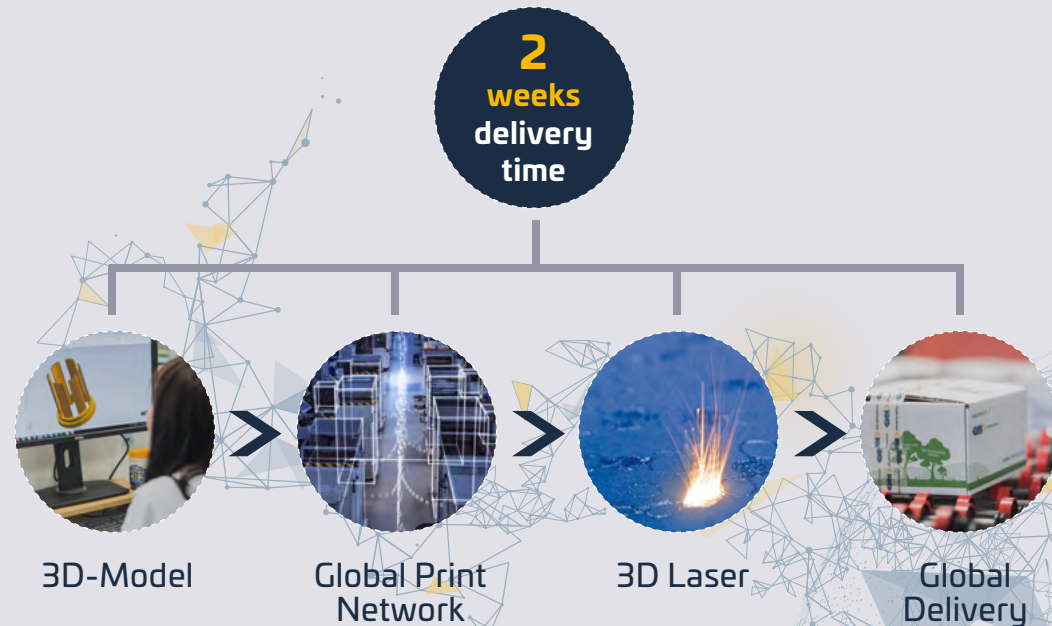 2
weeks
delivery
time
3D-Model
Global Print
Network
3D Laser
Global
Delivery